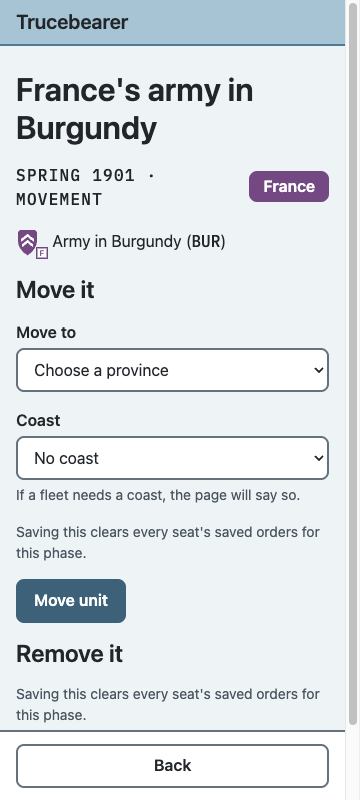 Trucebearer
France's army in
Burgundy
SPRING 1901 ·
MOVEMENT
France
F
Army in Burgundy (BUR)
Move it
Move to
Choose a province
Coast
No coast
If a fleet needs a coast, the page will say so.
Saving this clears every seat's saved orders for
this phase.
Move unit
Remove it
Saving this clears every seat's saved orders for
this phase.
Back